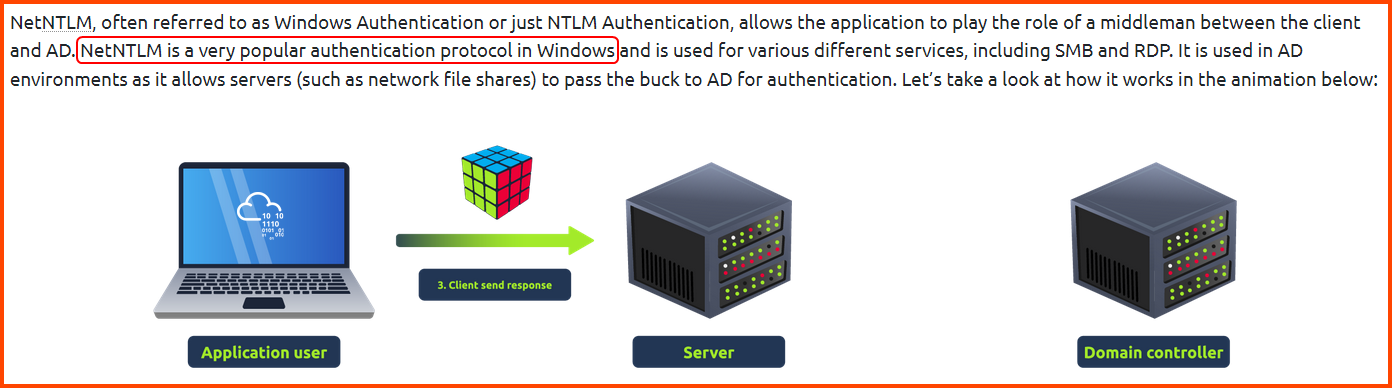 NetNTLM, often referred to as Windows Authentication or just NTLM Authentication, allows the application to play the role of a middleman between the client
and AD. NetNTLM is a very popular authentication protocol in Windows and is used for various different services, including SMB and RDP. It is used in AD
environments as it allows servers (such as network file shares) to pass the buck to AD for authentication. Let’s take a look at how it works in the animation below:
10 10
1110
0101 01
01 010
01
3. Client send response
Application user
Server
Domain controller